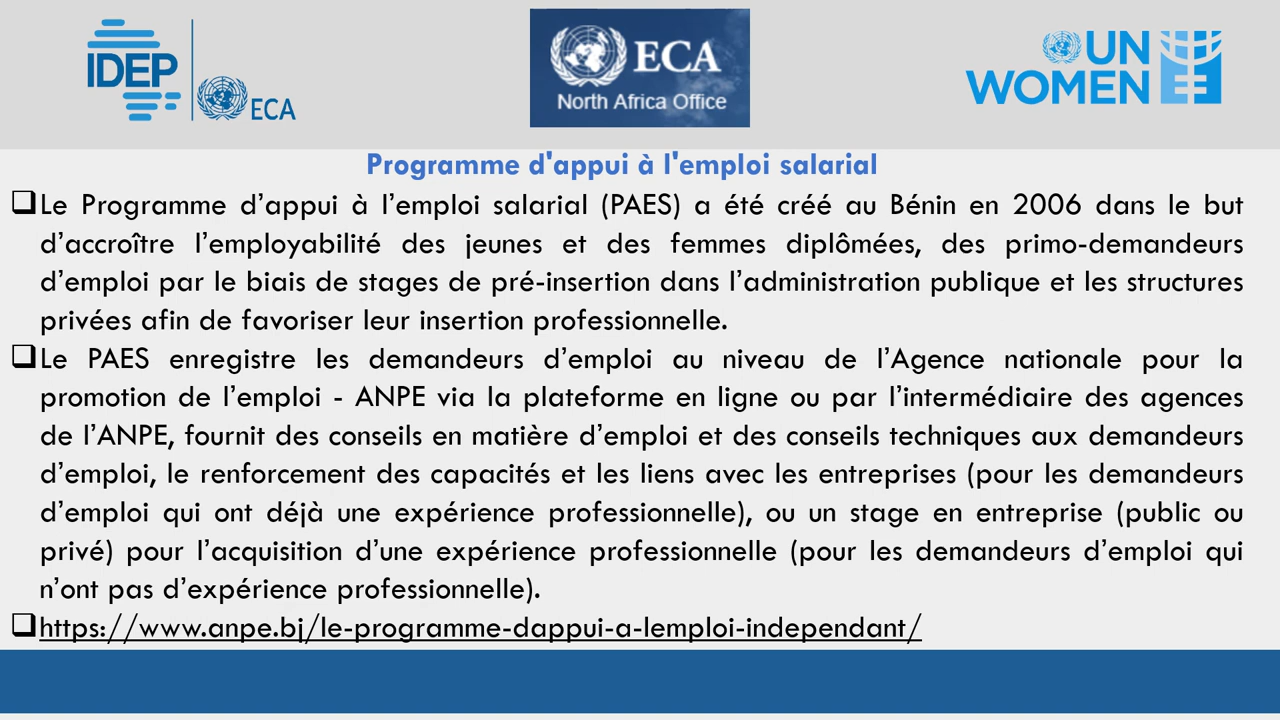 IDEP
ECA
ECA
North Africa Office
UN
WOMEN
Programme d'appui à l'emploi salarial
❑Le Programme d’appui à l’emploi salarial (PAES) a été créé au Bénin en 2006 dans le but
d’accroître l’employabilité des jeunes et des femmes diplômées, des primo-demandeurs
d’emploi par le biais de stages de pré-insertion dans l’administration publique et les structures
privées afin de favoriser leur insertion professionnelle.
❑Le PAES enregistre les demandeurs d’emploi au niveau de l’Agence nationale pour la
promotion de l’emploi - ANPE via la plateforme en ligne ou par l’intermédiaire des agences
de l’ANPE, fournit des conseils en matière d’emploi et des conseils techniques aux demandeurs
d’emploi, le renforcement des capacités et les liens avec les entreprises (pour les demandeurs
d’emploi qui ont déjà une expérience professionnelle), ou un stage en entreprise (public ou
privé) pour l’acquisition d’une expérience professionnelle (pour les demandeurs d’emploi qui
n’ont pas d’expérience professionnelle).
❑https://www.anpe.bj/le-programme-dappui-a-lemploi-independant/